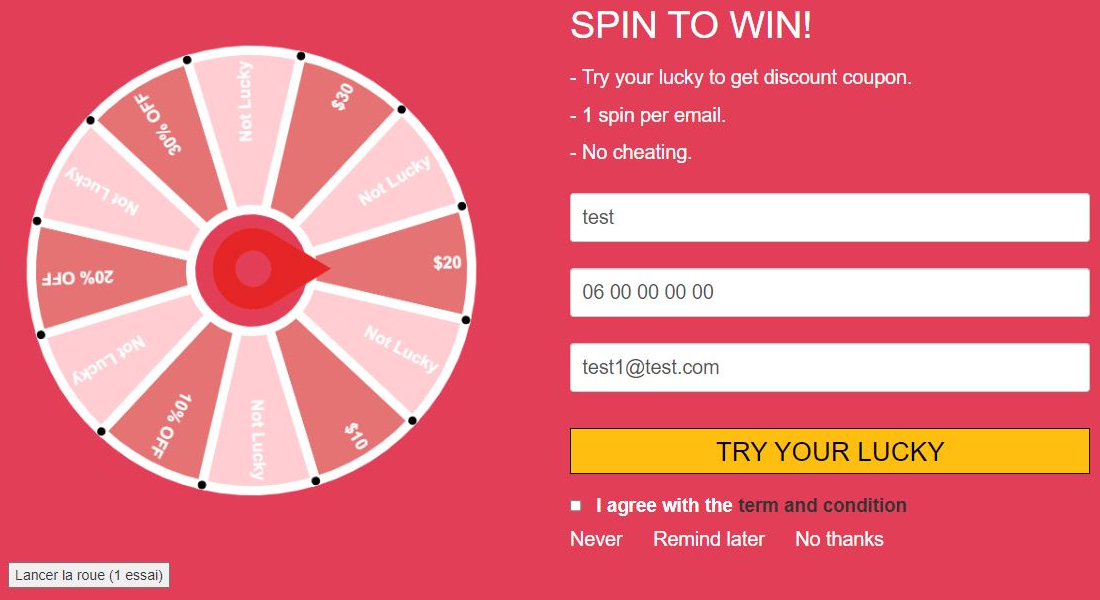 SPIN TO WIN!
- Try your lucky to get discount coupon.
- 1 spin per email.
- No cheating.
test
06 00 00 00 00
test1@test.com
TRY YOUR LUCKY
I agree with the term and condition
Never Remind later No thanks
Not Lucky
$30
Not Lucky
$20
Not Lucky
$10
Not Lucky
10% OFF
Not Lucky
20% OFF
Not Lucky
30% OFF
Lancer la roue (1 essai)